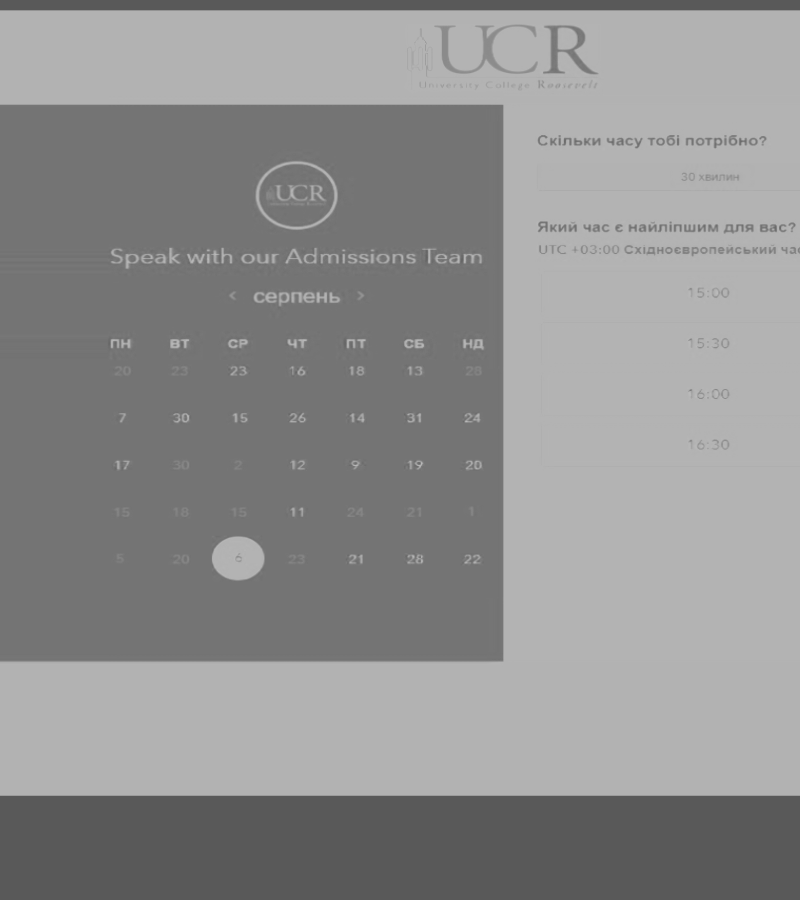 UCR
University College Roosevelt
UCR
Speak with our Admissions Team
< серпень >
ПН ВТ СР ЧТ ПТ СБ НД
20 23 23 16 18 13 28
7 30 15 26 14 31 24
17 30 2 12 9 19 20
15 18 15 11 24 21 1
5 20 6 23 21 28 22
Скільки часу тобі потрібно?
30 хвилин
Який час є найліпшим для вас?
UTC +03:00 Східноєвропейський час
15:00
15:30
16:00
16:30